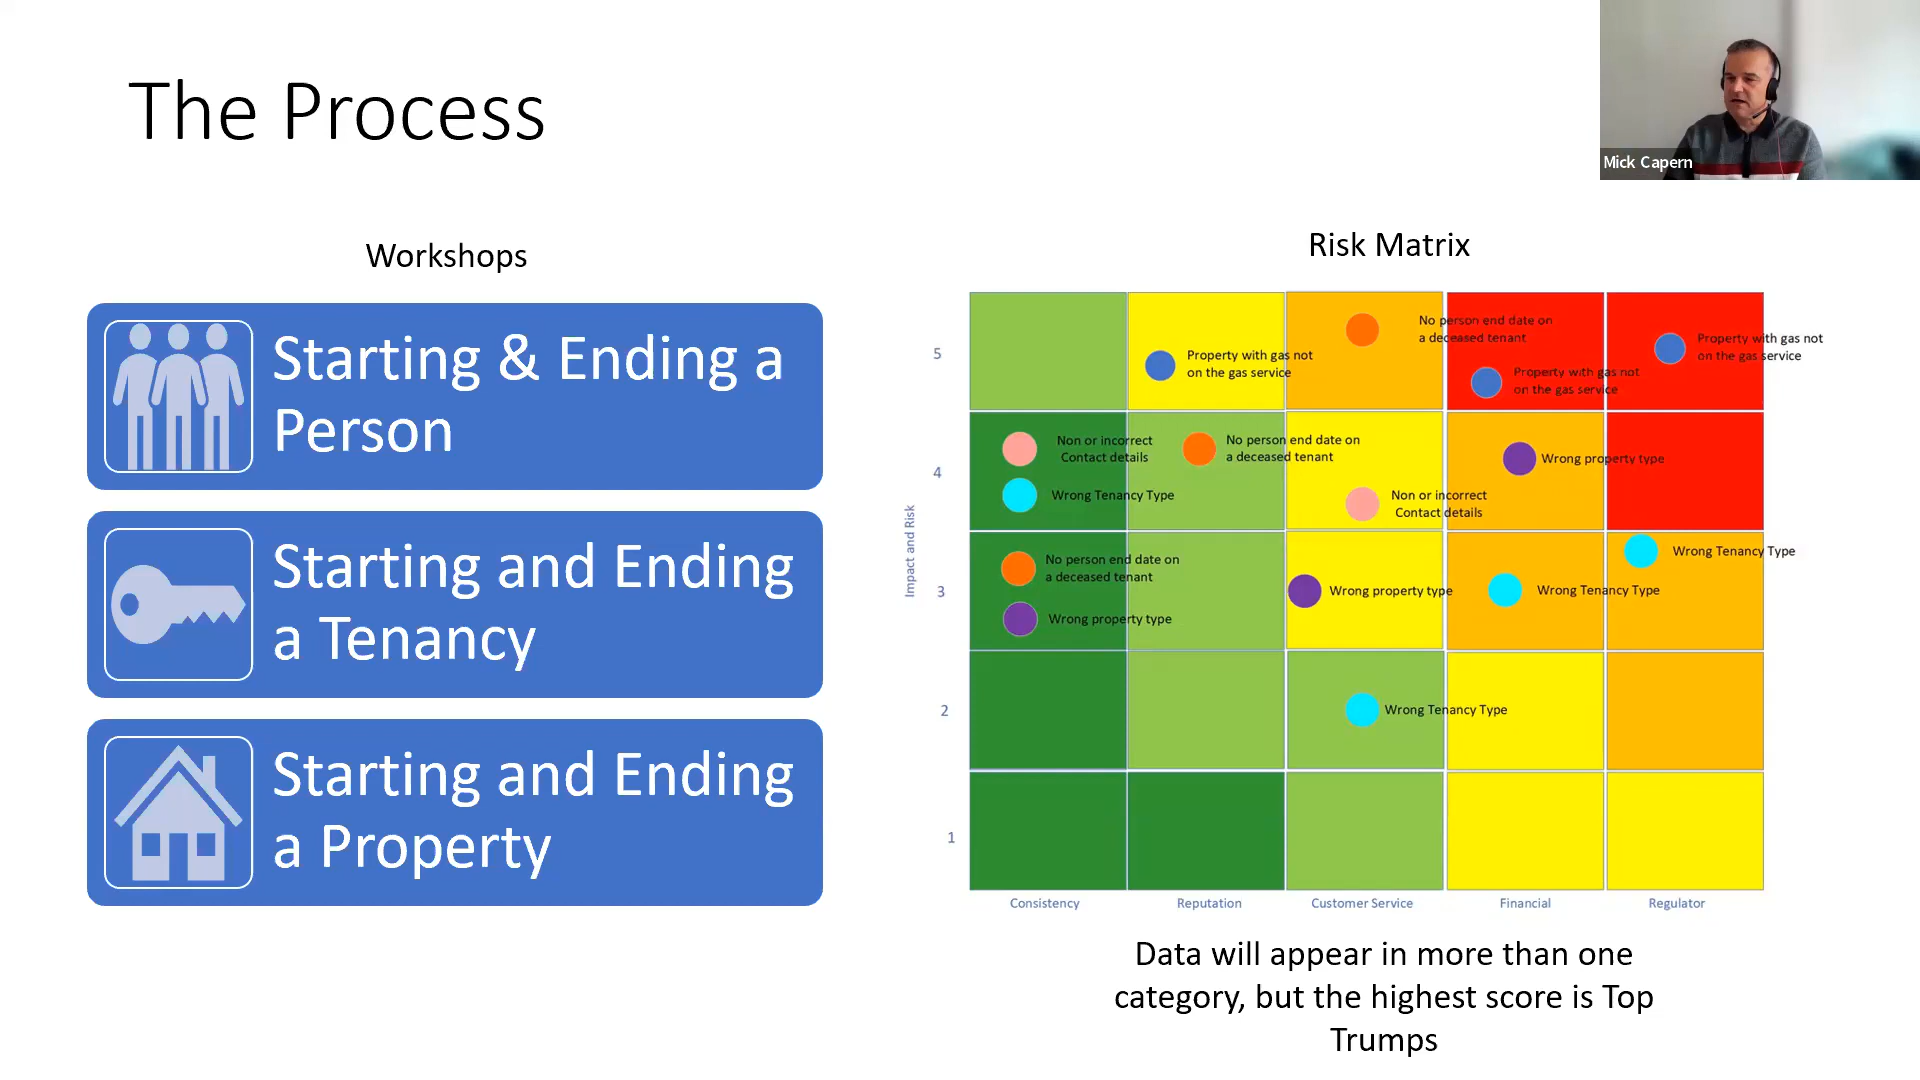 The Process
Mick Capern
Workshops
Starting & Ending a
Person
Starting and Ending
a Tenancy
Starting and Ending
a Property
Risk Matrix
Impact and Risk
5
Property with gas not
on the gas service
No person end date on
a deceased tenant
Property with gas not
on the gas service
Property with gas not
on the gas service
4
Non or incorrect
Contact details
Wrong Tenancy Type
No person end date on
a deceased tenant
Non or incorrect
Contact details
Wrong property type
3
No person end date on
a deceased tenant
Wrong property type
Wrong property type
Wrong Tenancy Type
Wrong Tenancy Type
2
Wrong Tenancy Type
1
Consistency
Reputation
Customer Service
Financial
Regulator
Data will appear in more than one
category, but the highest score is Top
Trumps